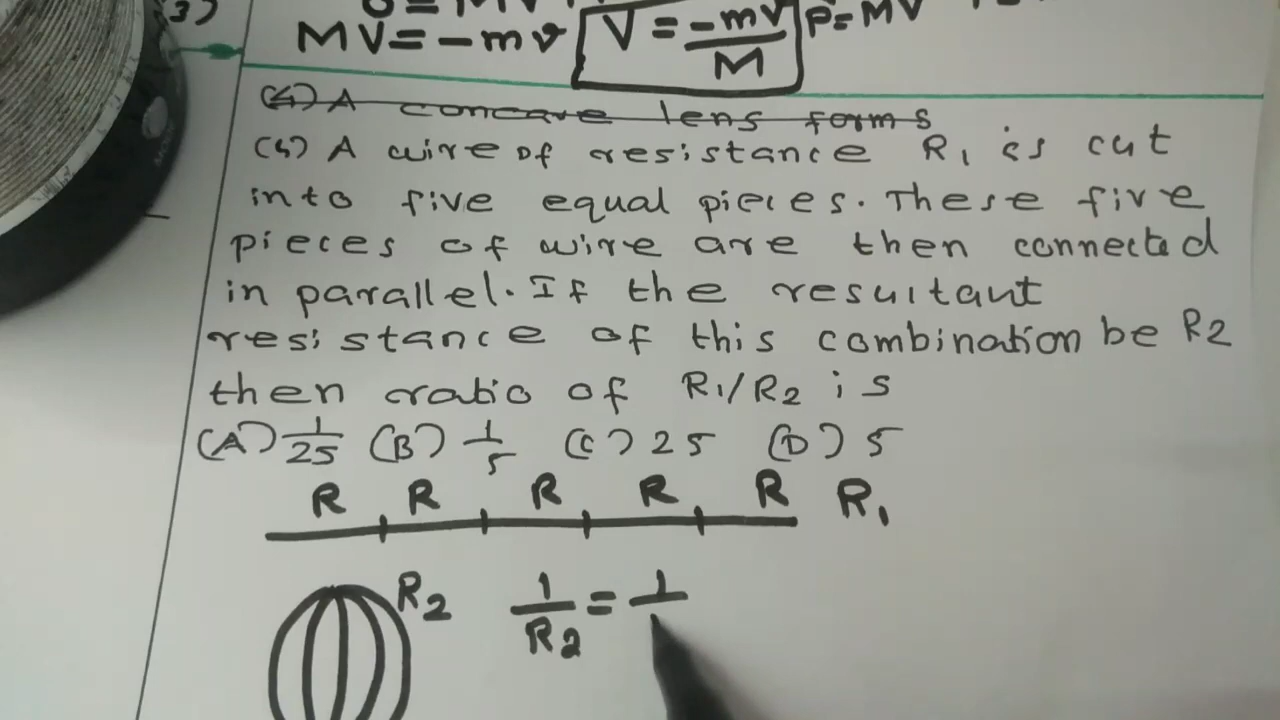 3)
MV = -mv V = -mv/M P = MV
(4) A concave lens forms
(4) A wire of resistance R1 is cut
into five equal pieces. These five
pieces of wire are then connected
in parallel. If the resultant
resistance of this combination be R2
then ratio of R1/R2 is
(A) 1/25 (B) 1/5 (C) 25 (D) 5
R R R R R R1
R2 1/R2 = 1